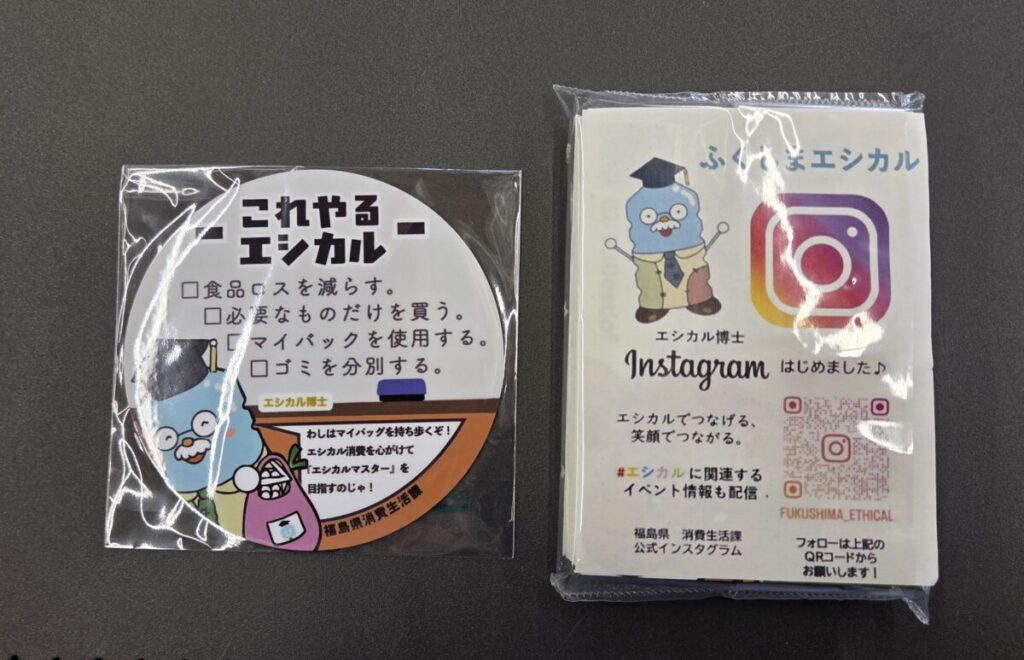 これやる
エシカル
□食品ロスを減らす。
□必要なものだけを買う。
□マイバックを使用する。
□ゴミを分別する。
エシカル博士
わしはマイバッグを持ち歩くぞ！
エシカル消費を心がけて
『エシカルマスター』を
目指すのじゃ！
福島県消費生活課
ふくしまエシカル
エシカル博士
Instagram はじめました♪
エシカルでつなげる、
笑顔でつながる。
#エシカルに関連する
イベント情報も配信
福島県 消費生活課
公式インスタグラム
FUKUSHIMA_ETHICAL
フォローは上記の
QRコードから
お願いします！